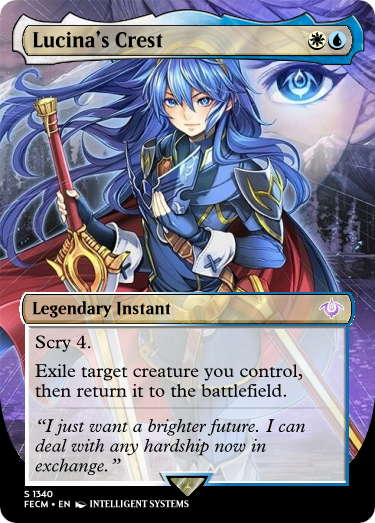 Lucina's Crest
Legendary Instant
Scry 4.
Exile target creature you control,
then return it to the battlefield.
“I just want a brighter future. I can
deal with any hardship now in
exchange.”
S 1340
FECM • EN INTELLIGENT SYSTEMS